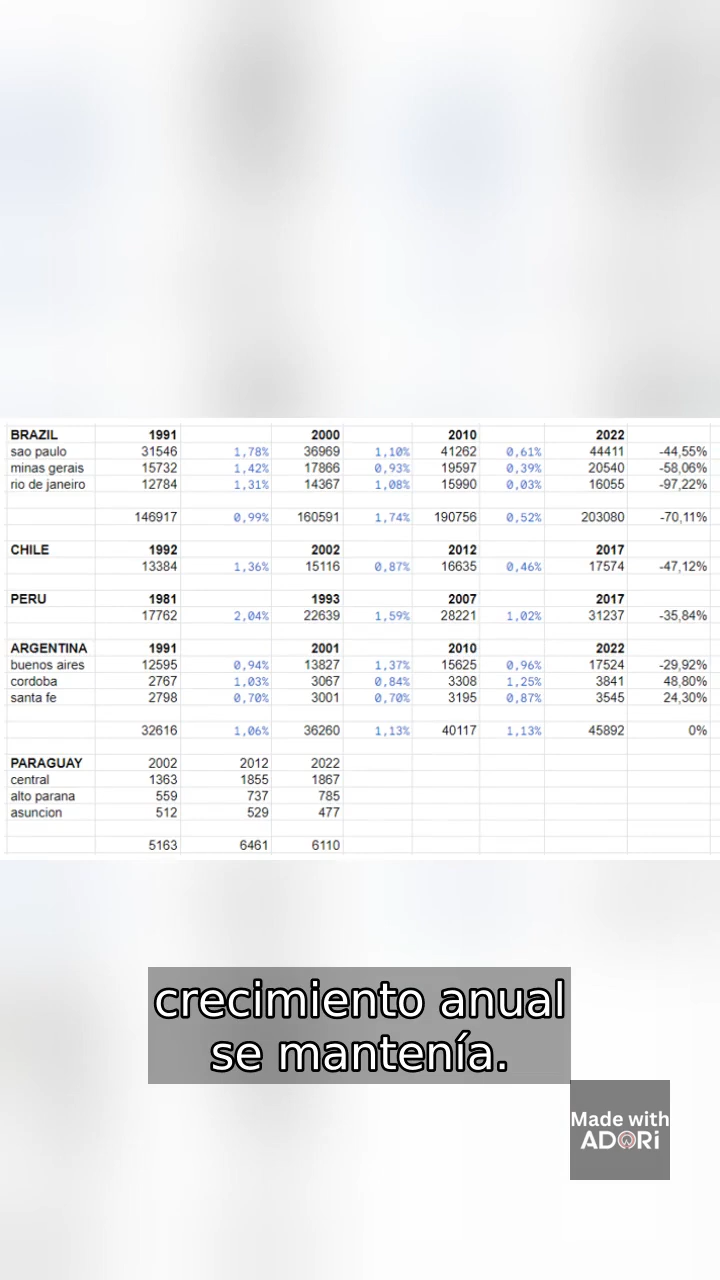 BRAZIL 1991 2000 2010 2022
sao paulo 31546 1,78% 36969 1,10% 41262 0,61% 44411 -44,55%
minas gerais 15732 1,42% 17866 0,93% 19597 0,39% 20540 -58,06%
rio de janeiro 12784 1,31% 14367 1,08% 15990 0,03% 16055 -97,22%
146917 0,99% 160591 1,74% 190756 0,52% 203080 -70,11%
CHILE 1992 2002 2012 2017
13384 1,36% 15116 0,87% 16635 0,46% 17574 -47,12%
PERU 1981 1993 2007 2017
17762 2,04% 22639 1,59% 28221 1,02% 31237 -35,84%
ARGENTINA 1991 2001 2010 2022
buenos aires 12595 0,94% 13827 1,37% 15625 0,96% 17524 -29,92%
cordoba 2767 1,03% 3067 0,84% 3308 1,25% 3841 48,80%
santa fe 2798 0,70% 3001 0,70% 3195 0,87% 3545 24,30%
32616 1,06% 36260 1,13% 40117 1,13% 45892 0%
PARAGUAY 2002 2012 2022
central 1363 1855 1867
alto parana 559 737 785
asuncion 512 529 477
5163 6461 6110
crecimiento anual
se mantenía.
Made with
ADORi